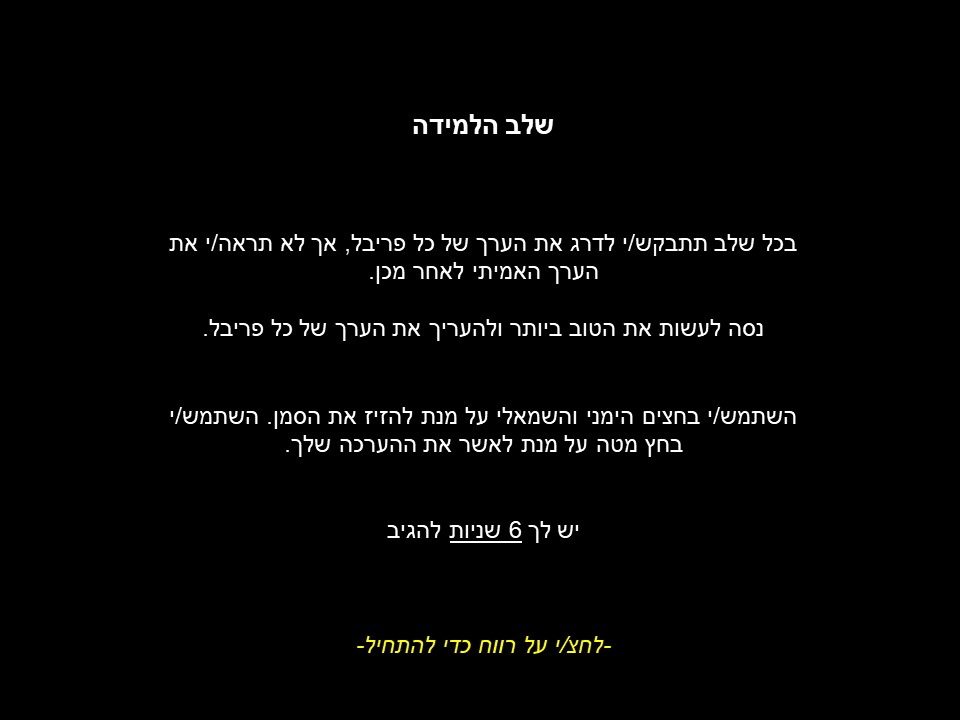 שלב הלמידה
בכל שלב תתבקש/י לדרג את הערך של כל פריבל, אך לא תראה/י את
הערך האמיתי לאחר מכן.
נסה לעשות את הטוב ביותר ולהעריך את הערך של כל פריבל.
השתמש/י בחצים הימני והשמאלי על מנת להזיז את הסמן. השתמש/י
בחץ מטה על מנת לאשר את ההערכה שלך.
יש לך 6 שניות להגיב
-לחצ/י על רווח כדי להתחיל-